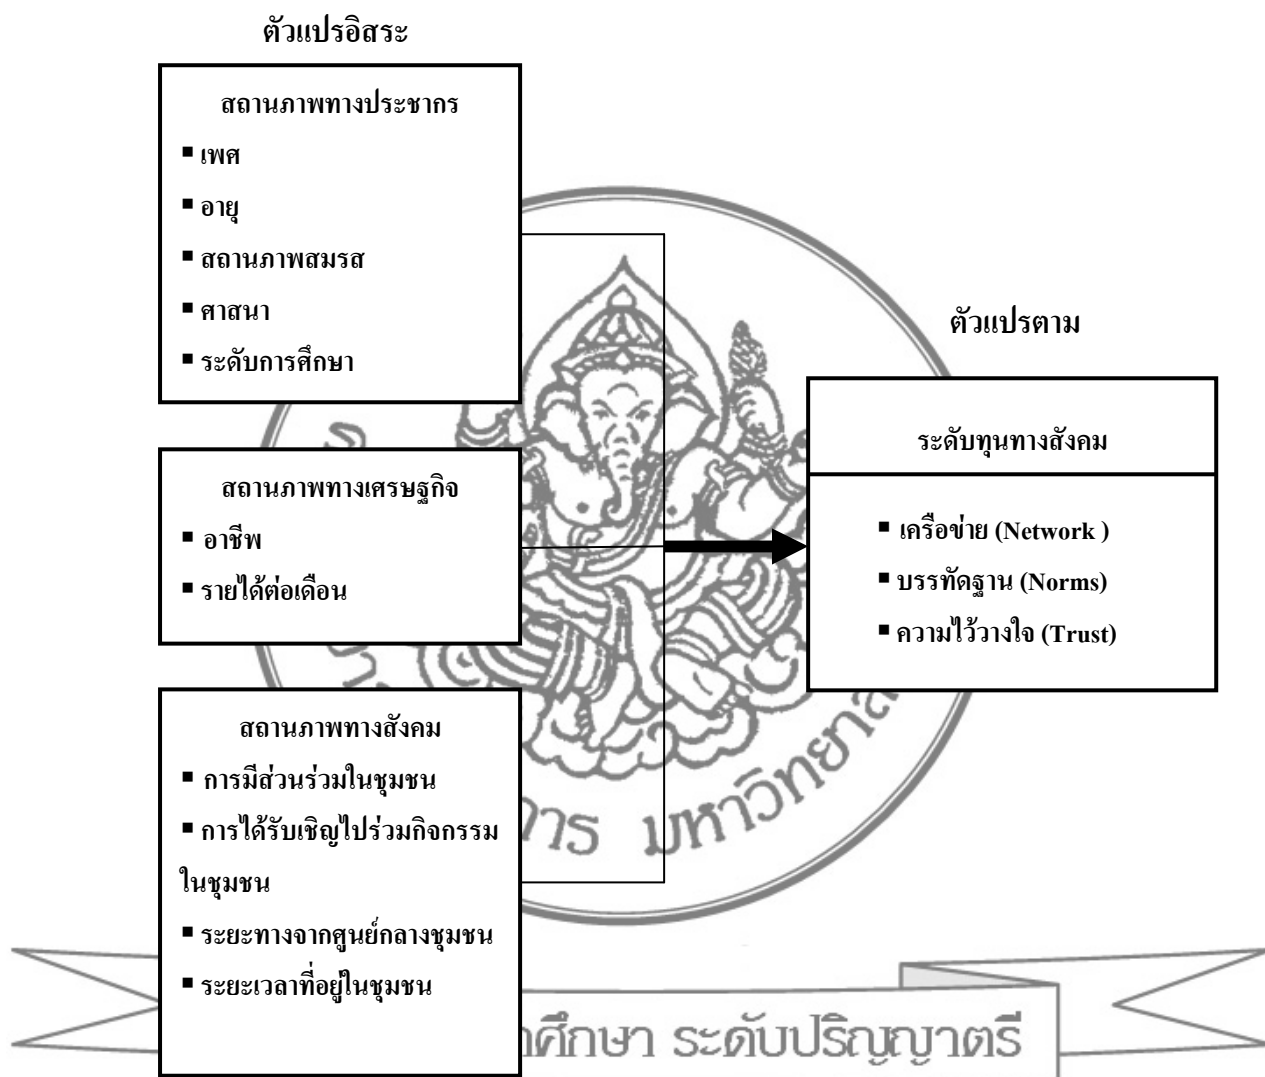 ตัวแปรอิสระ
สถานภาพทางประชากร
▪ เพศ
▪ อายุ
▪ สถานภาพสมรส
▪ ศาสนา
▪ ระดับการศึกษา
สถานภาพทางเศรษฐกิจ
▪ อาชีพ
▪ รายได้ต่อเดือน
สถานภาพทางสังคม
▪ การมีส่วนร่วมในชุมชน
▪ การได้รับเชิญไปร่วมกิจกรรม
ในชุมชน
▪ ระยะทางจากศูนย์กลางชุมชน
▪ ระยะเวลาที่อยู่ในชุมชน
ตัวแปรตาม
ระดับทุนทางสังคม
▪ เครือข่าย (Network )
▪ บรรทัดฐาน (Norms)
▪ ความไว้วางใจ (Trust)
มหาวิทยาล
ศึกษา ระดับปริญญาตรี